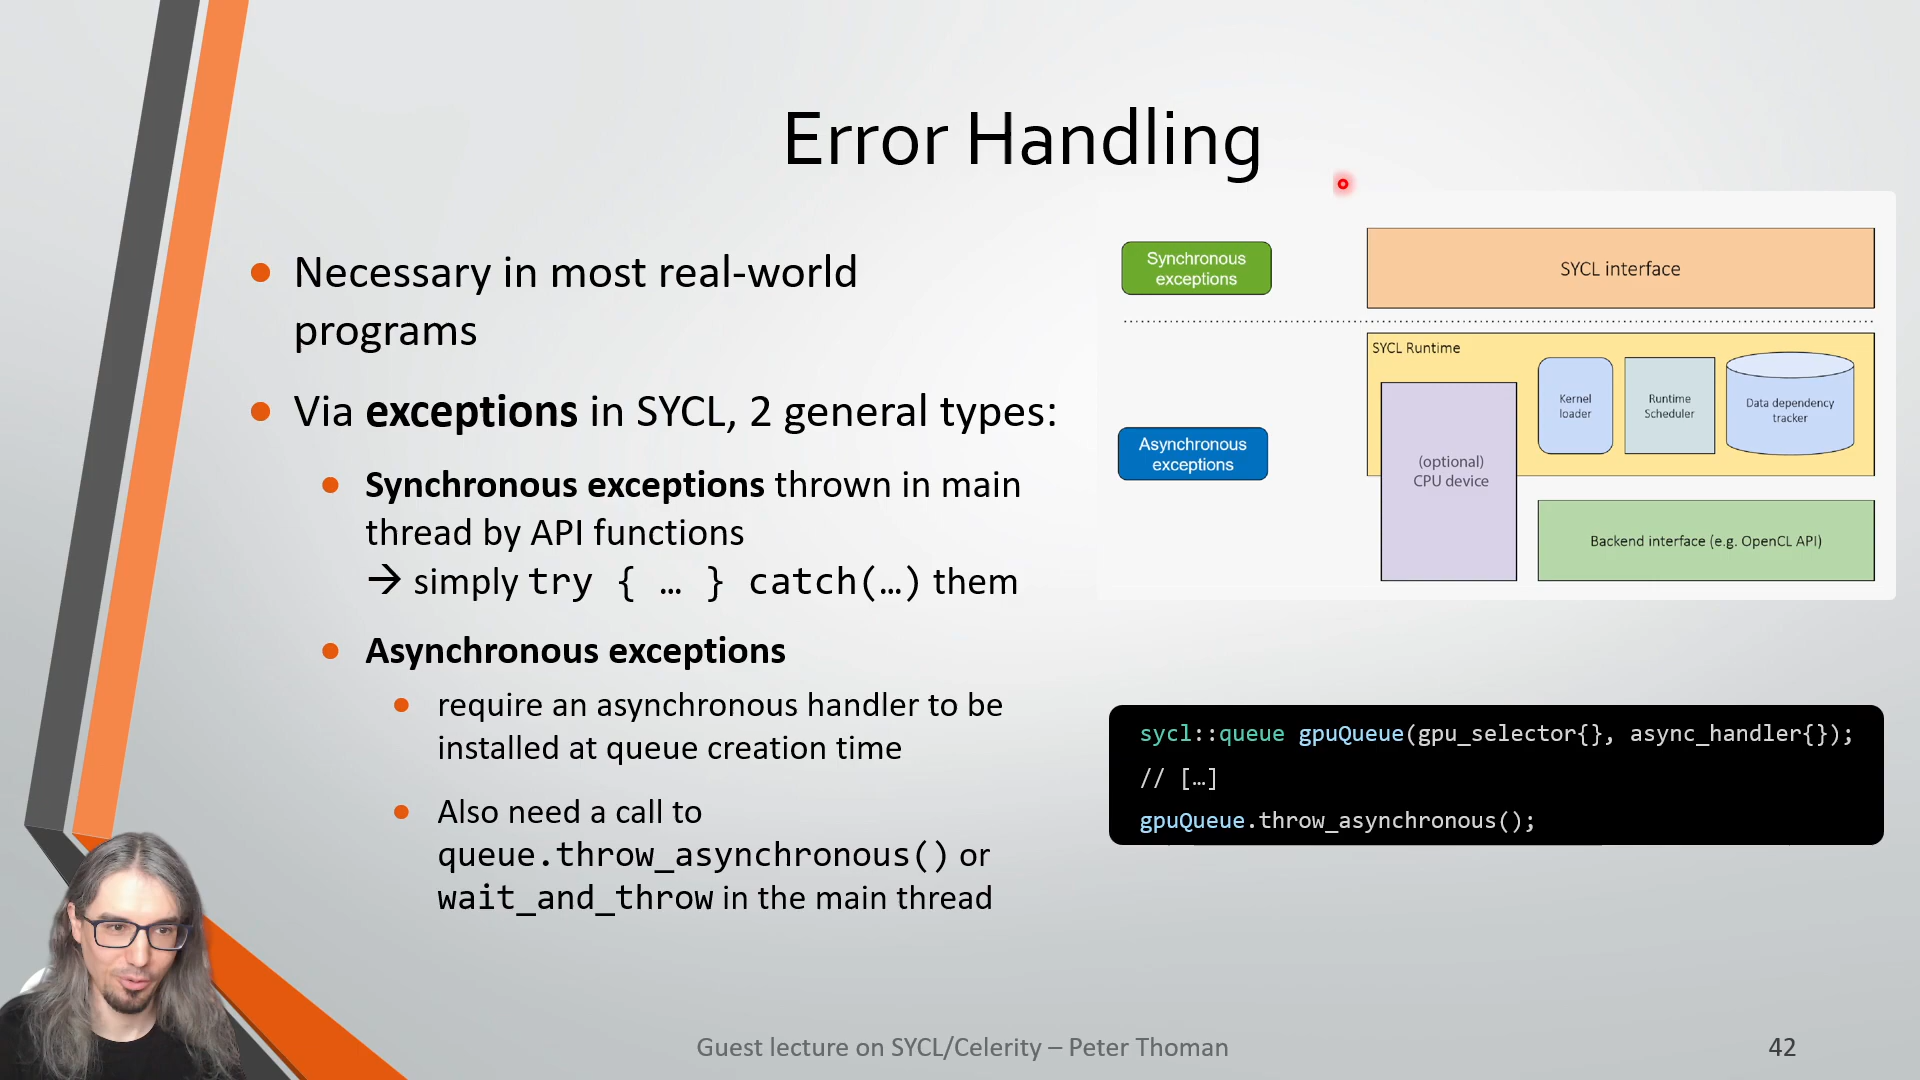 Error Handling
Necessary in most real-world
programs
Via exceptions in SYCL, 2 general types:
Synchronous exceptions thrown in main
thread by API functions
→ simply try { … } catch(…) them
Asynchronous exceptions
require an asynchronous handler to be
installed at queue creation time
Also need a call to
queue.throw_asynchronous() or
wait_and_throw in the main thread
Synchronous
exceptions
SYCL interface
SYCL Runtime
Kernel
loader
Runtime
Scheduler
Data dependency
tracker
Asynchronous
exceptions
(optional)
CPU device
Backend interface (e.g. OpenCL API)
sycl::queue gpuQueue(gpu_selector{}, async_handler{});
// […]
gpuQueue.throw_asynchronous();
Guest lecture on SYCL/Celerity – Peter Thoman
42